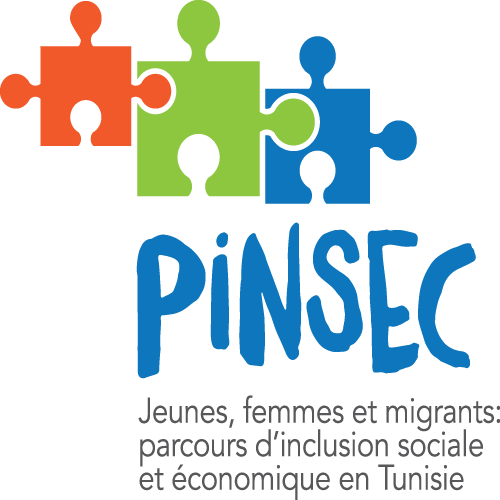 PiNSEC
Jeunes, femmes et migrants:
parcours d'inclusion sociale
et économique en Tunisie